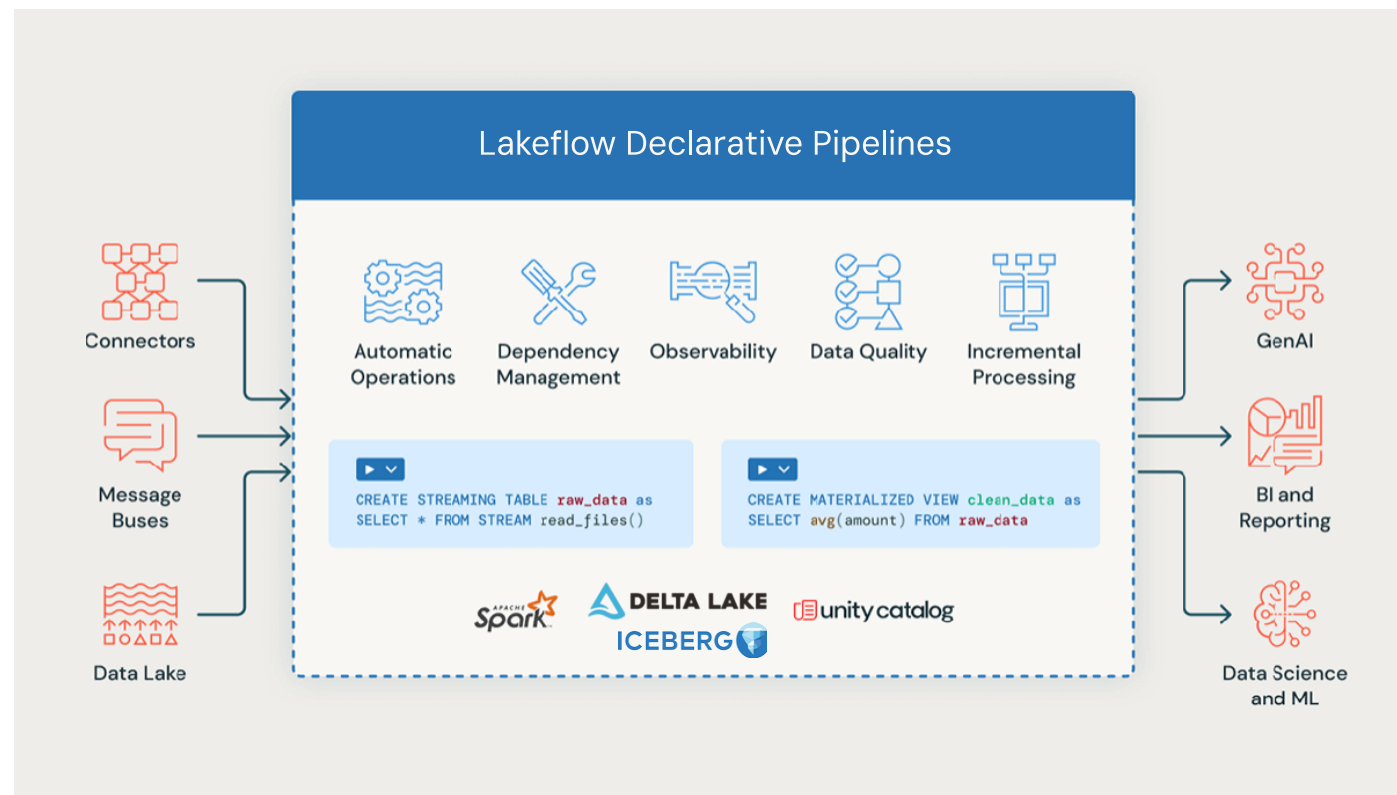 Lakeflow Declarative Pipelines
Connectors
Message
Buses
Data Lake
Automatic
Operations
Dependency
Management
Observability
Data Quality
Incremental
Processing
CREATE STREAMING TABLE raw_data as
SELECT * FROM STREAM read_files()
CREATE MATERIALIZED VIEW clean_data as
SELECT avg(amount) FROM raw_data
APACHE
Spark™
DELTA LAKE
ICEBERG
unity catalog
GenAI
BI and
Reporting
Data Science
and ML